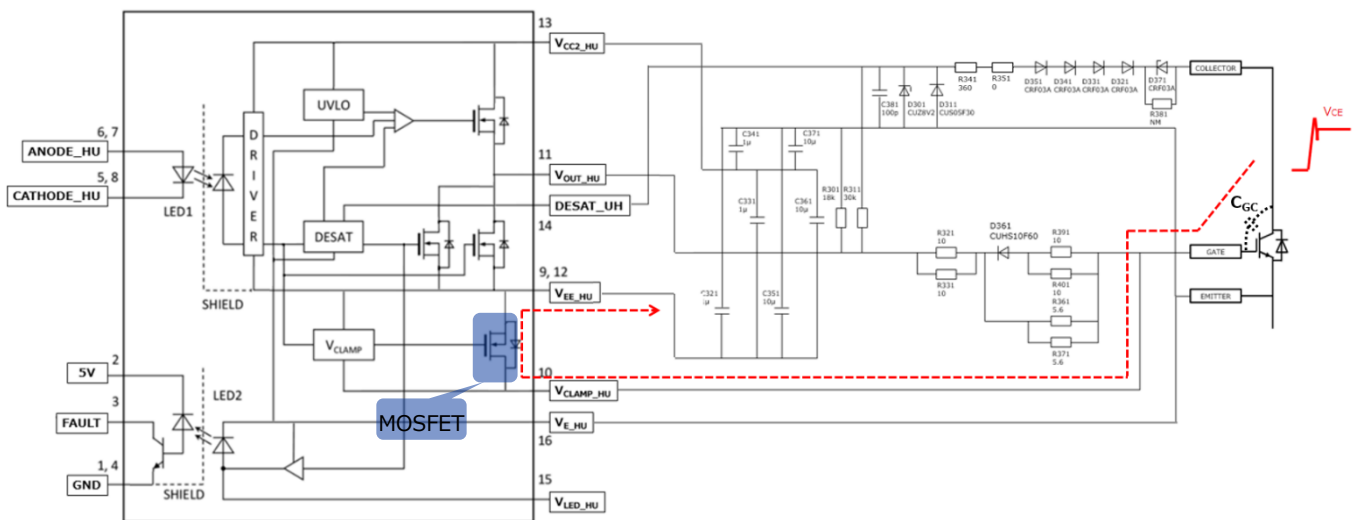 13
VCC2_HU
UVLO
DRIVER
6, 7
ANODE_HU
5, 8
CATHODE_HU
LED1
11
VOUT_HU
DESAT_UH
14
DESAT
9, 12
VEE_HU
SHIELD
VCLAMP
10
VCLAMP_HU
MOSFET
2
5V
3
FAULT
1, 4
GND
LED2
SHIELD
VE_HU
16
15
VLED_HU
C381
100p
D301
CUZ8V2
D311
CUS05F30
R341
360
R351
0
D351
CRF03A
D341
CRF03A
D331
CRF03A
D321
CRF03A
D371
CRF03A
R381
NM
COLLECTOR
VCE
C341
1μ
C371
10μ
C331
1μ
C361
10μ
R301
18k
R311
30k
C321
1μ
C351
10μ
R321
10
R331
10
D361
CUHS10F60
R391
10
R401
10
R361
5.6
R371
5.6
CGC
GATE
EMITTER